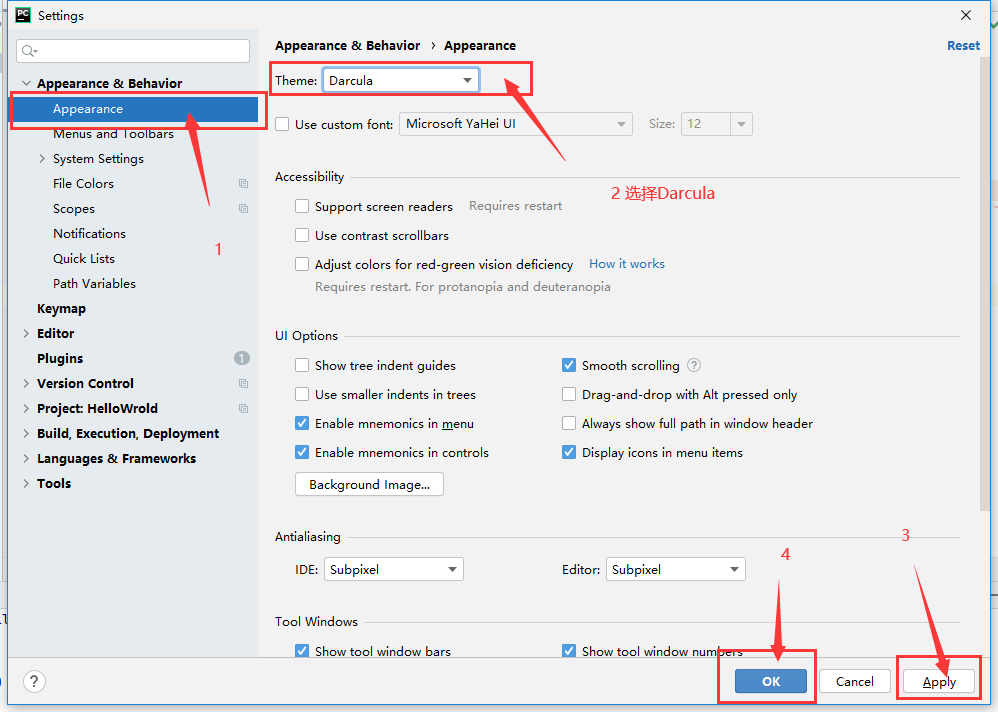 PC Settings
Appearance & Behavior › Appearance
Reset
Appearance & Behavior
Appearance
Menus and Toolbars
System Settings
File Colors
Scopes
Notifications
Quick Lists
Path Variables
Keymap
Editor
Plugins 1
Version Control
Project: HelloWrold
Build, Execution, Deployment
Languages & Frameworks
Tools
1
Theme: Darcula
2 选择Darcula
Use custom font: Microsoft YaHei UI Size: 12
Accessibility
Support screen readers Requires restart
Use contrast scrollbars
Adjust colors for red-green vision deficiency How it works
Requires restart. For protanopia and deuteranopia
UI Options
Show tree indent guides
Smooth scrolling ?
Use smaller indents in trees
Drag-and-drop with Alt pressed only
Enable mnemonics in menu
Always show full path in window header
Enable mnemonics in controls
Display icons in menu items
Background Image...
Antialiasing
IDE: Subpixel
Editor: Subpixel
Tool Windows
Show tool window bars
Show tool window numbers
4
3
?
OK
Cancel
Apply